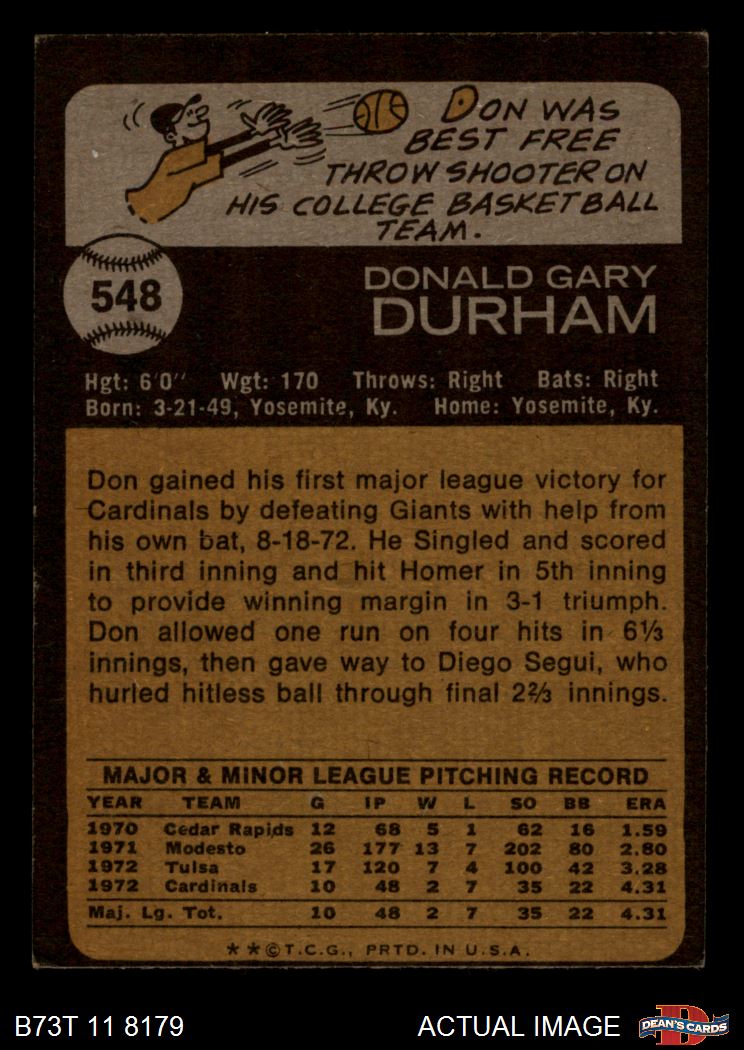 DON WAS
BEST FREE
THROW SHOOTER ON
HIS COLLEGE BASKETBALL
TEAM.
548
DONALD GARY
DURHAM
Hgt: 6'0" Wgt: 170 Throws: Right Bats: Right
Born: 3-21-49, Yosemite, Ky. Home: Yosemite, Ky.
Don gained his first major league victory for
Cardinals by defeating Giants with help from
his own bat, 8-18-72. He Singled and scored
in third inning and hit Homer in 5th inning
to provide winning margin in 3-1 triumph.
Don allowed one run on four hits in 6⅓
innings, then gave way to Diego Segui, who
hurled hitless ball through final 2⅔ innings.
MAJOR & MINOR LEAGUE PITCHING RECORD
YEAR TEAM G IP W L SO BB ERA
1970 Cedar Rapids 12 68 5 1 62 16 1.59
1971 Modesto 26 177 13 7 202 80 2.80
1972 Tulsa 17 120 7 4 100 42 3.28
1972 Cardinals 10 48 2 7 35 22 4.31
Maj. Lg. Tot. 10 48 2 7 35 22 4.31
**©T.C.G., PRTD. IN U.S.A.
B73T 11 8179 ACTUAL IMAGE DEAN'S CARDS